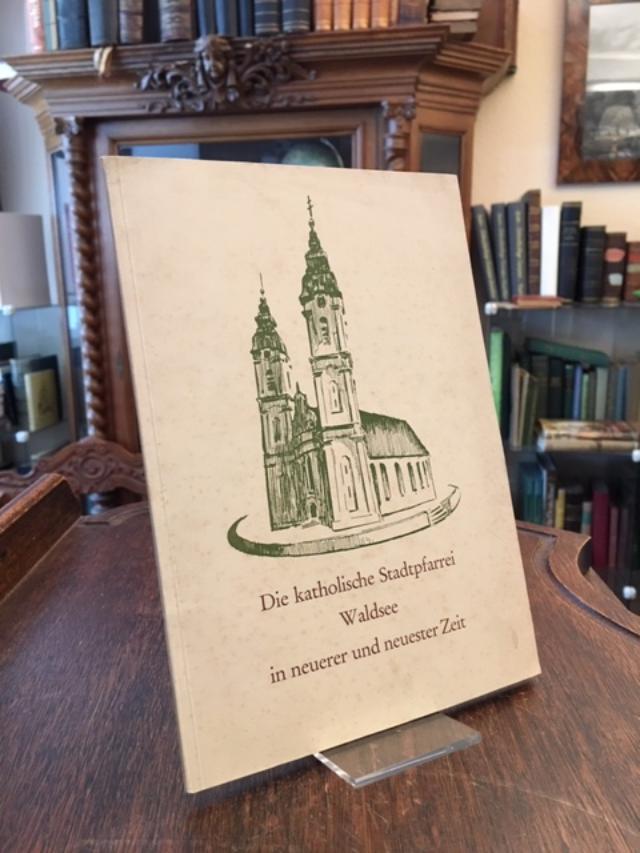 Die katholische Stadtpfarrei
Waldsee
in neuerer und neuester Zeit